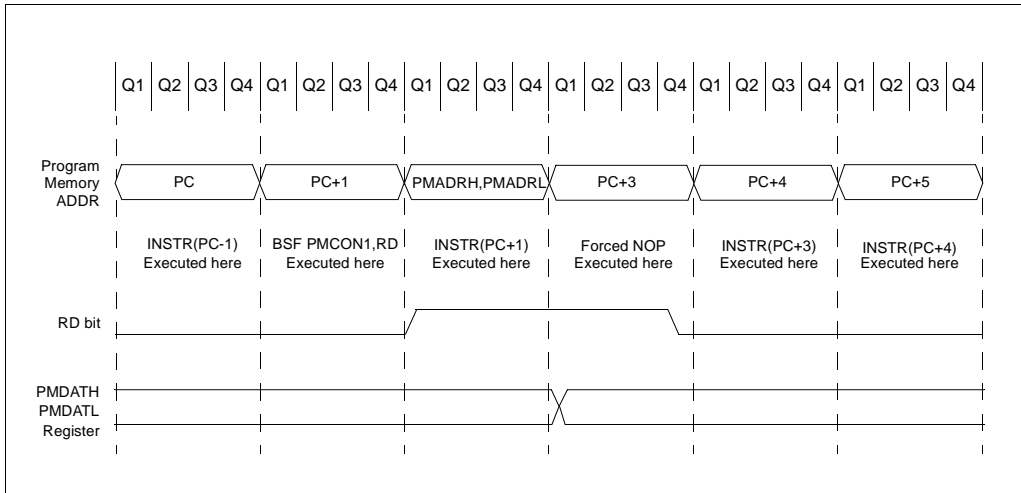 Q1 Q2 Q3 Q4 Q1 Q2 Q3 Q4 Q1 Q2 Q3 Q4 Q1 Q2 Q3 Q4 Q1 Q2 Q3 Q4 Q1 Q2 Q3 Q4
Program
Memory
ADDR
PC PC+1 PMADRH,PMADRL PC+3 PC+4 PC+5
INSTR(PC-1) BSF PMCON1,RD INSTR(PC+1) Forced NOP INSTR(PC+3) INSTR(PC+4)
Executed here Executed here Executed here Executed here Executed here Executed here
RD bit
PMDATH
PMDATL
Register